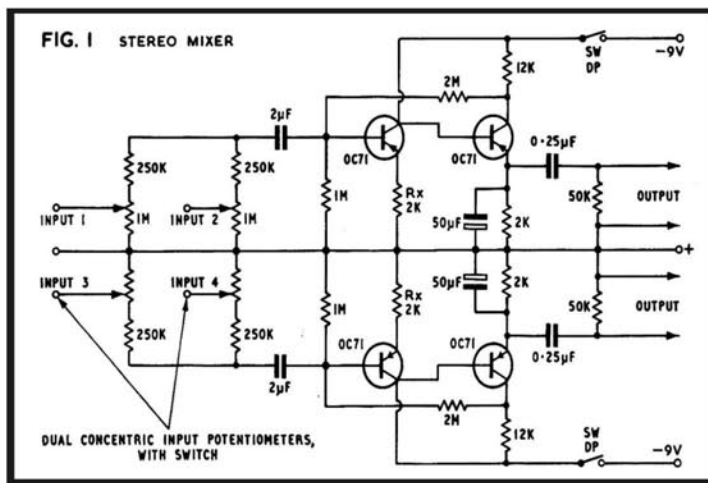 FIG. 1 STEREO MIXER
SW
DP
−9V
12K
2M
2µF
OC71
OC71
0·25µF
250K
250K
1M
Rx
2K
50K
OUTPUT
INPUT 1
1M
INPUT 2
1M
50µF
2K
+
INPUT 3
INPUT 4
1M
Rx
2K
50µF
2K
50K
OUTPUT
250K
250K
OC71
OC71
0·25µF
2µF
2M
12K
SW
DP
−9V
DUAL CONCENTRIC INPUT POTENTIOMETERS,
WITH SWITCH